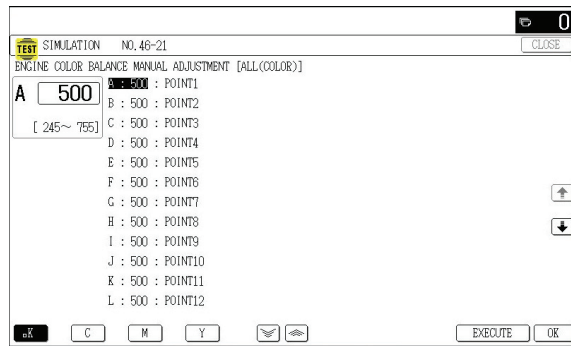 0
TEST SIMULATION NO. 46-21 CLOSE
ENGINE COLOR BALANCE MANUAL ADJUSTMENT [ALL(COLOR)]
A 500
[ 245~ 755]
A : 500 : POINT1
B : 500 : POINT2
C : 500 : POINT3
D : 500 : POINT4
E : 500 : POINT5
F : 500 : POINT6
G : 500 : POINT7
H : 500 : POINT8
I : 500 : POINT9
J : 500 : POINT10
K : 500 : POINT11
L : 500 : POINT12
K C M Y EXECUTE OK